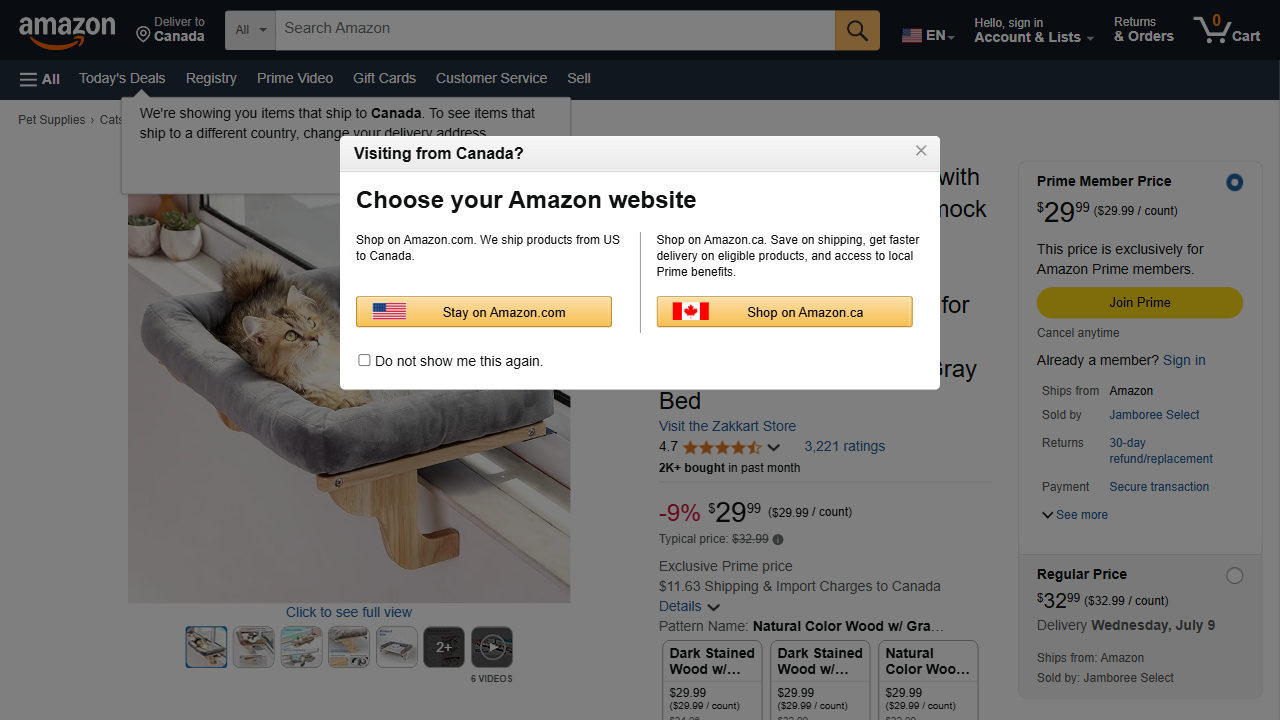 amazon
Deliver to
Canada
All
Search Amazon
EN
Hello, sign in
Account & Lists
Returns
& Orders
0
Cart
All
Today's Deals
Registry
Prime Video
Gift Cards
Customer Service
Sell
Pet Supplies › Cats
We're showing you items that ship to Canada. To see items that
ship to a different country, change your delivery address.
Visiting from Canada?
Choose your Amazon website
Shop on Amazon.com. We ship products from US
to Canada.
Stay on Amazon.com
Shop on Amazon.ca. Save on shipping, get faster
delivery on eligible products, and access to local
Prime benefits.
Shop on Amazon.ca
Do not show me this again.
with
for
Gray
Bed
Visit the Zakkart Store
4.7
3,221 ratings
2K+ bought in past month
-9% $29.99 ($29.99 / count)
Typical price: $32.99
Exclusive Prime price
$11.63 Shipping & Import Charges to Canada
Details
Pattern Name: Natural Color Wood w/ Gra…
Dark Stained
Wood w/…
$29.99
($29.99 / count)
Dark Stained
Wood w/…
$29.99
($29.99 / count)
Natural
Color Woo…
$29.99
($29.99 / count)
Click to see full view
2+
6 VIDEOS
Prime Member Price
$29.99 ($29.99 / count)
This price is exclusively for
Amazon Prime members.
Join Prime
Cancel anytime
Already a member? Sign in
Ships from Amazon
Sold by Jamboree Select
Returns 30-day
refund/replacement
Payment Secure transaction
See more
Regular Price
$32.99 ($32.99 / count)
Delivery Wednesday, July 9
Ships from: Amazon
Sold by: Jamboree Select